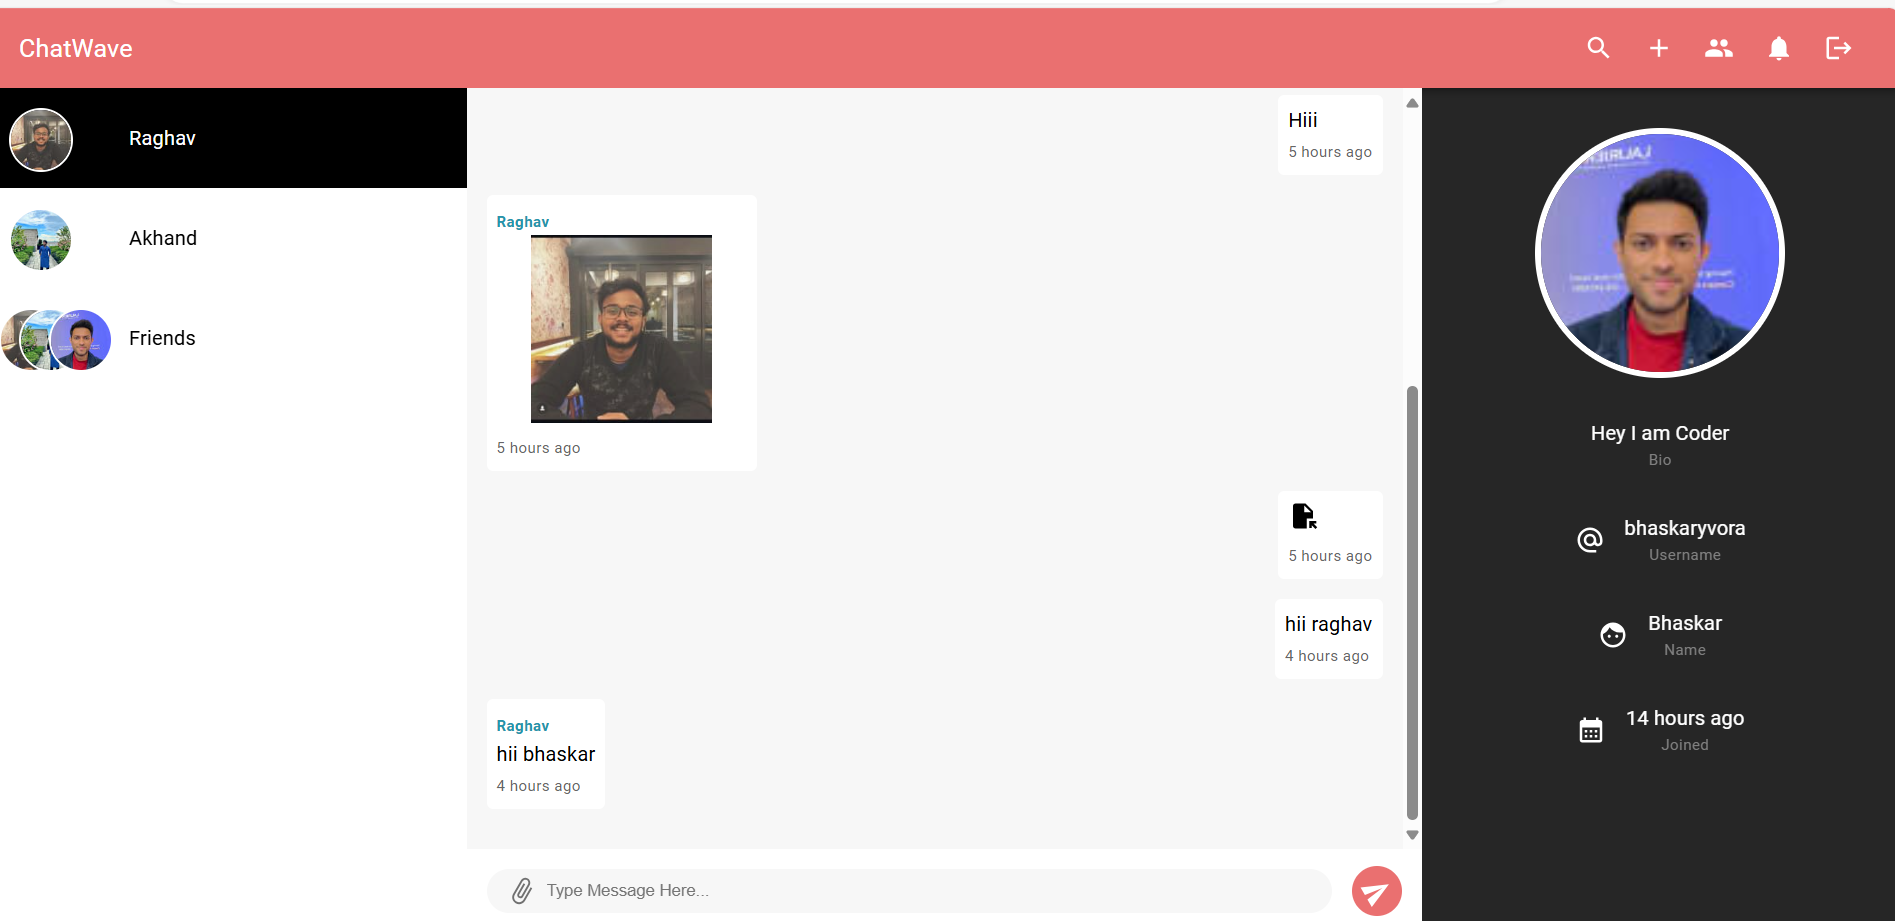 ChatWave
Raghav
Akhand
Friends
Hiii
5 hours ago
Raghav
5 hours ago
5 hours ago
hii raghav
4 hours ago
Raghav
hii bhaskar
4 hours ago
Type Message Here...
Hey I am Coder
Bio
bhaskaryvora
Username
Bhaskar
Name
14 hours ago
Joined